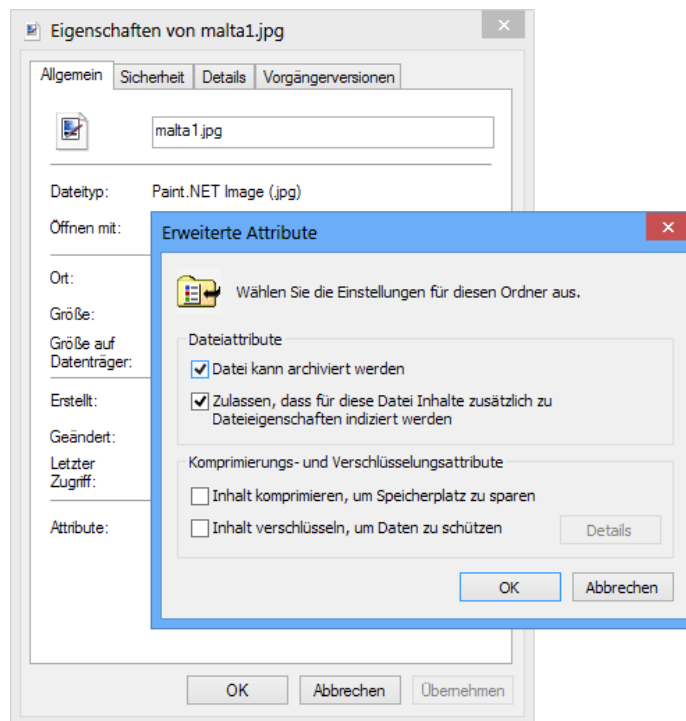 Eigenschaften von malta1.jpg
Allgemein Sicherheit Details Vorgängerversionen
malta1.jpg
Dateityp: Paint.NET Image (.jpg)
Öffnen mit:
Ort:
Größe:
Größe auf
Datenträger:
Erstellt:
Geändert:
Letzter
Zugriff:
Attribute:
Erweiterte Attribute
Wählen Sie die Einstellungen für diesen Ordner aus.
Dateiattribute
Datei kann archiviert werden
Zulassen, dass für diese Datei Inhalte zusätzlich zu
Dateieigenschaften indiziert werden
Komprimierungs- und Verschlüsselungsattribute
Inhalt komprimieren, um Speicherplatz zu sparen
Inhalt verschlüsseln, um Daten zu schützen Details
OK Abbrechen
OK Abbrechen Übernehmen